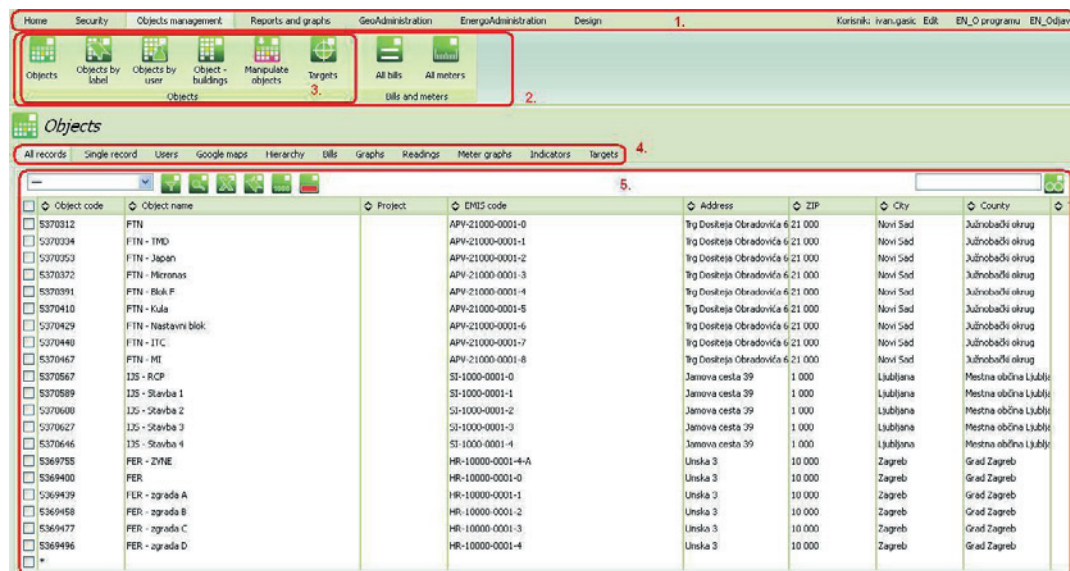 Home Security Objects management Reports and graphs GeoAdministration EnergoAdministration Design 1. Korisnik: ivan.gasic Edit EN_O programu EN_Odjav
Objects Objects by label Objects by user Object - buildings Manipulate objects Targets All bills All meters
Objects 3. Bills and meters 2.
Objects
All records Single record Users Google maps Hierarchy Bills Graphs Readings Meter graphs Indicators Targets 4.
— 5.
Object code Object name Project EMIS code Address ZIP City County
5370312 FTN APV-21000-0001-0 Trg Dositeja Obradovića 6 21 000 Novi Sad Južnobački okrug
5370334 FTN - TMD APV-21000-0001-1 Trg Dositeja Obradovića 6 21 000 Novi Sad Južnobački okrug
5370353 FTN - Japan APV-21000-0001-2 Trg Dositeja Obradovića 6 21 000 Novi Sad Južnobački okrug
5370372 FTN - Micronas APV-21000-0001-3 Trg Dositeja Obradovića 6 21 000 Novi Sad Južnobački okrug
5370391 FTN - Blok F APV-21000-0001-4 Trg Dositeja Obradovića 6 21 000 Novi Sad Južnobački okrug
5370410 FTN - Kula APV-21000-0001-5 Trg Dositeja Obradovića 6 21 000 Novi Sad Južnobački okrug
5370429 FTN - Nastavni blok APV-21000-0001-6 Trg Dositeja Obradovića 6 21 000 Novi Sad Južnobački okrug
5370448 FTN - ITC APV-21000-0001-7 Trg Dositeja Obradovića 6 21 000 Novi Sad Južnobački okrug
5370467 FTN - MI APV-21000-0001-8 Trg Dositeja Obradovića 6 21 000 Novi Sad Južnobački okrug
5370567 IJS - RCP SI-1000-0001-0 Jamova cesta 39 1 000 Ljubljana Mestna občina Ljublja
5370589 IJS - Stavba 1 SI-1000-0001-1 Jamova cesta 39 1 000 Ljubljana Mestna občina Ljublja
5370608 IJS - Stavba 2 SI-1000-0001-2 Jamova cesta 39 1 000 Ljubljana Mestna občina Ljublja
5370627 IJS - Stavba 3 SI-1000-0001-3 Jamova cesta 39 1 000 Ljubljana Mestna občina Ljublja
5370646 IJS - Stavba 4 SI-1000-0001-4 Jamova cesta 39 1 000 Ljubljana Mestna občina Ljublja
5369755 FER - ZVNE HR-10000-0001-4-A Unska 3 10 000 Zagreb Grad Zagreb
5369400 FER HR-10000-0001-0 Unska 3 10 000 Zagreb Grad Zagreb
5369439 FER - zgrada A HR-10000-0001-1 Unska 3 10 000 Zagreb Grad Zagreb
5369458 FER - zgrada B HR-10000-0001-2 Unska 3 10 000 Zagreb Grad Zagreb
5369477 FER - zgrada C HR-10000-0001-3 Unska 3 10 000 Zagreb Grad Zagreb
5369496 FER - zgrada D HR-10000-0001-4 Unska 3 10 000 Zagreb Grad Zagreb
*